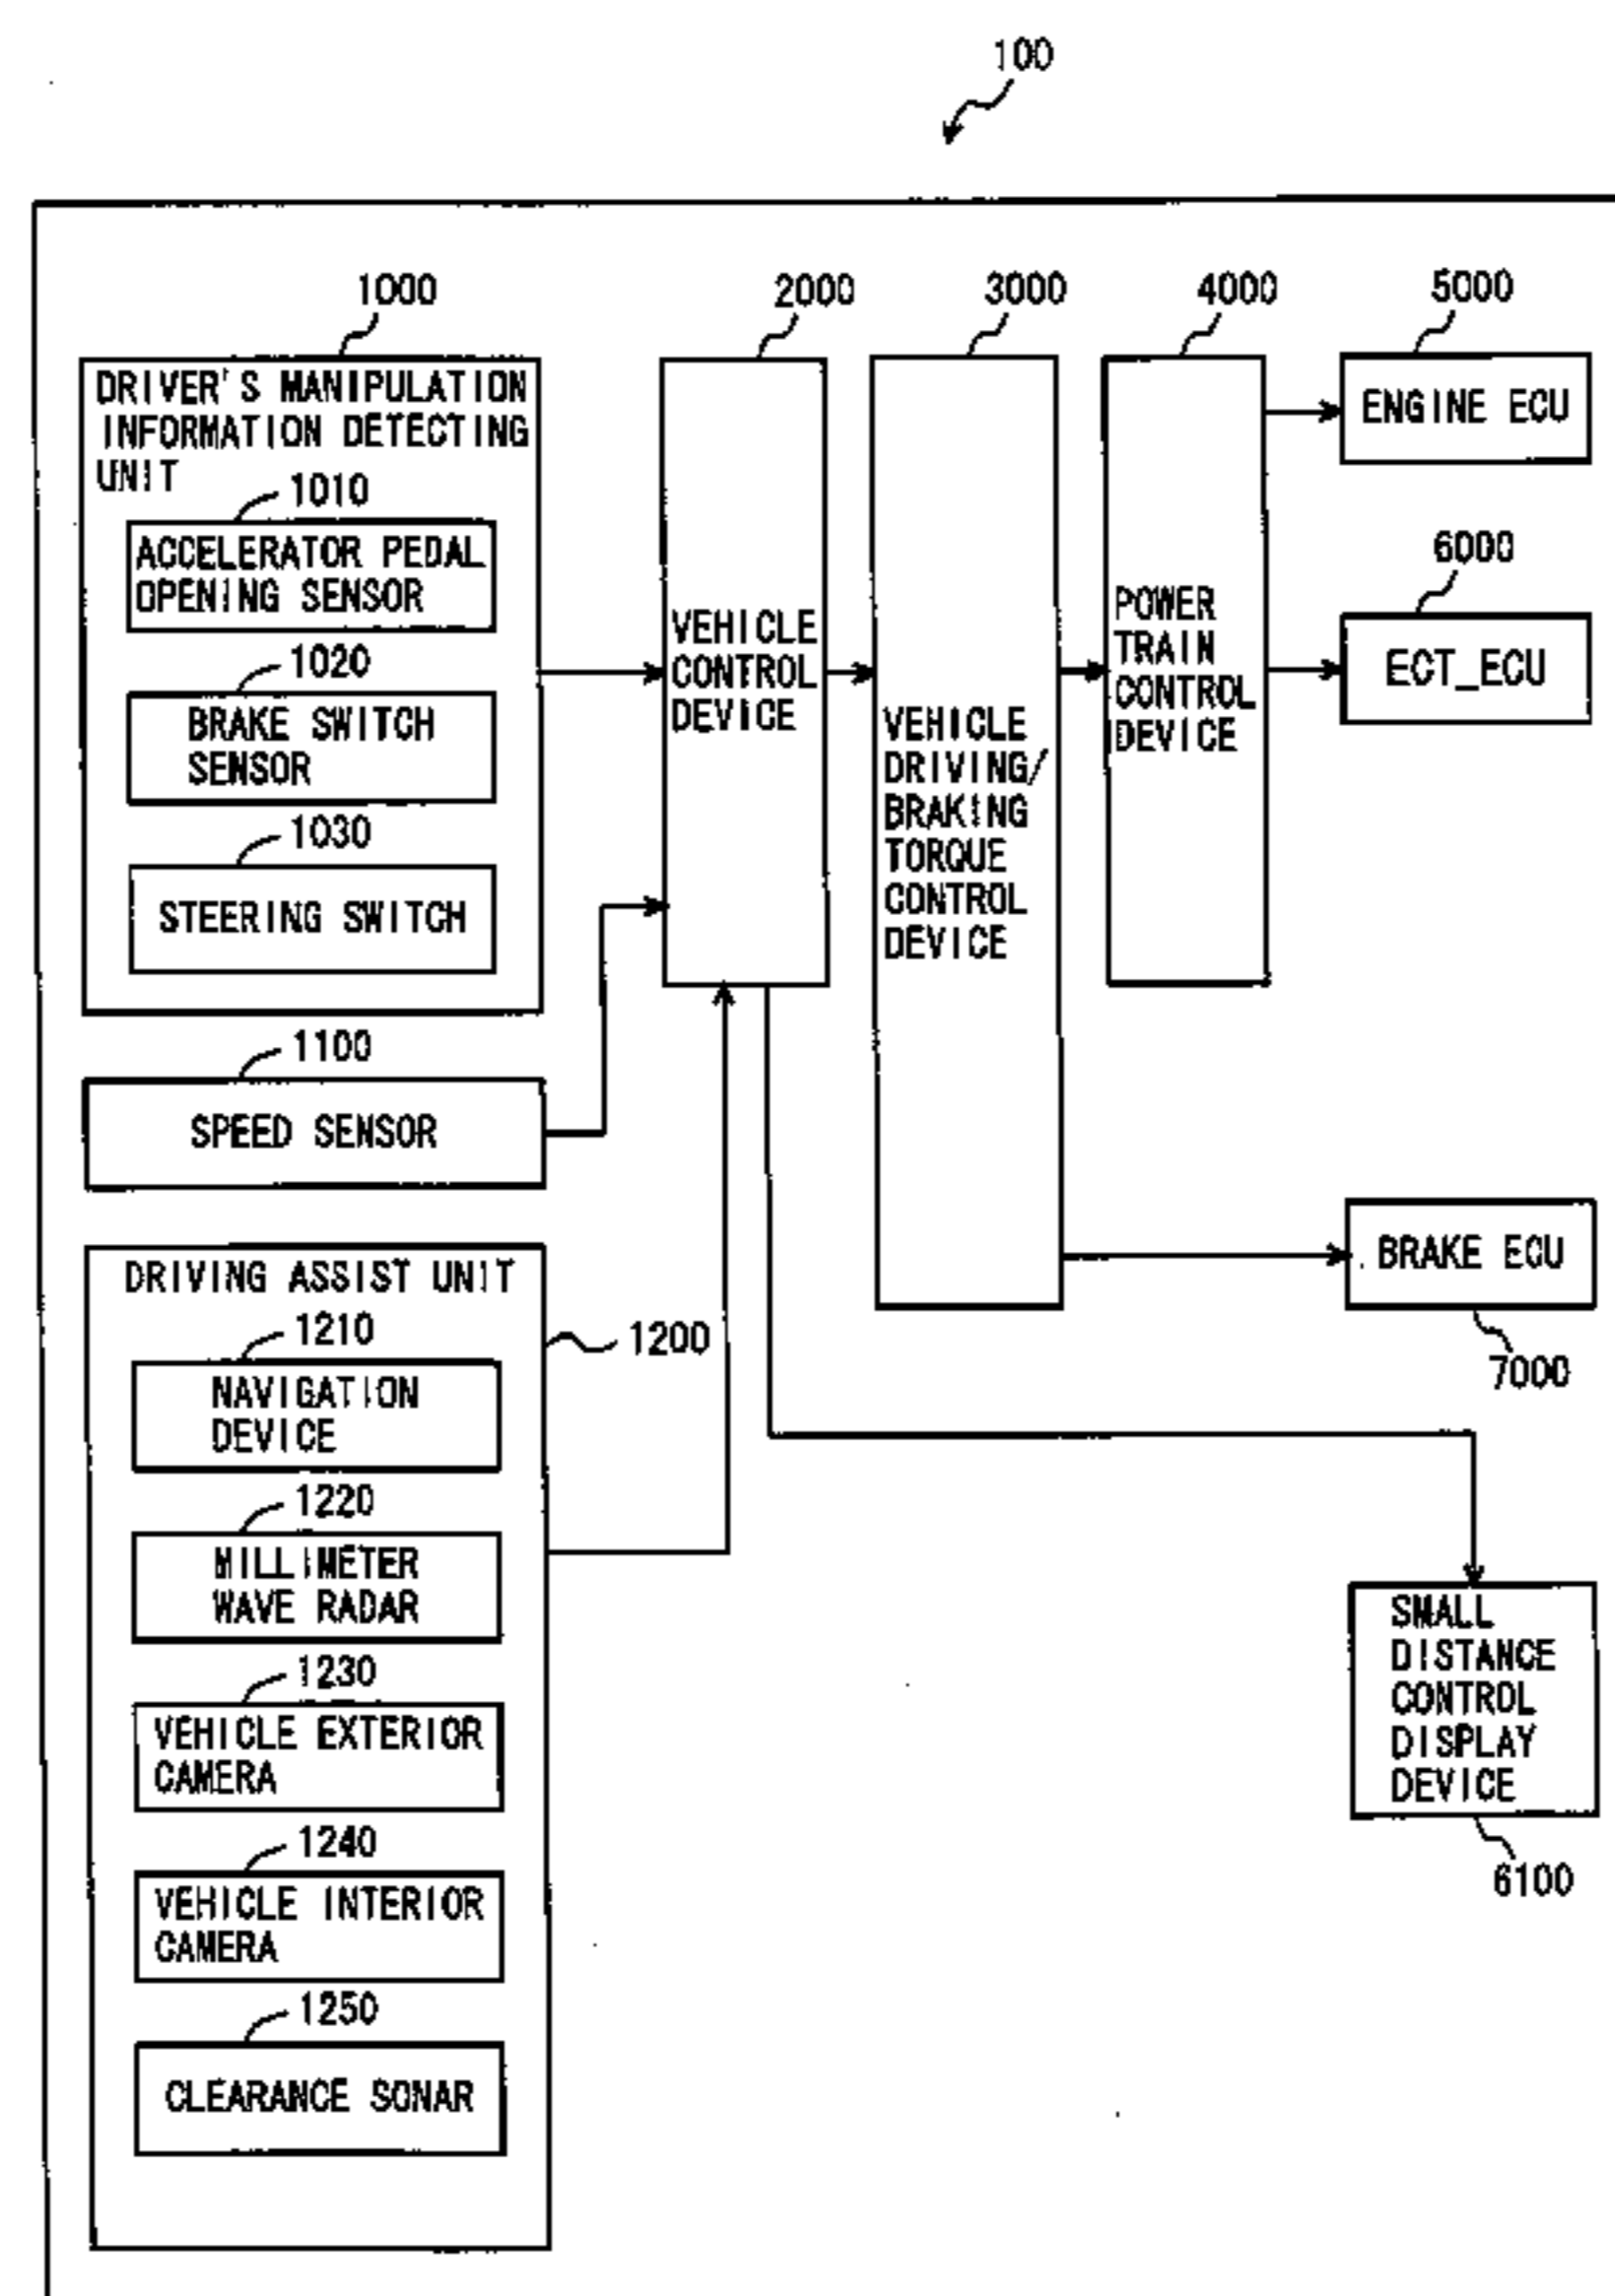 100
1000
DRIVER'S MANIPULATION
INFORMATION DETECTING
UNIT
1010
ACCELERATOR PEDAL
OPENING SENSOR
1020
BRAKE SWITCH
SENSOR
1030
STEERING SWITCH
1100
SPEED SENSOR
DRIVING ASSIST UNIT
1200
1210
NAVIGATION
DEVICE
1220
MILLIMETER
WAVE RADAR
1230
VEHICLE EXTERIOR
CAMERA
1240
VEHICLE INTERIOR
CAMERA
1250
CLEARANCE SONAR
2000
VEHICLE
CONTROL
DEVICE
3000
VEHICLE
DRIVING/
BRAKING
TORQUE
CONTROL
DEVICE
4000
POWER
TRAIN
CONTROL
DEVICE
5000
ENGINE ECU
6000
ECT_ECU
BRAKE ECU
7000
SMALL
DISTANCE
CONTROL
DISPLAY
DEVICE
6100